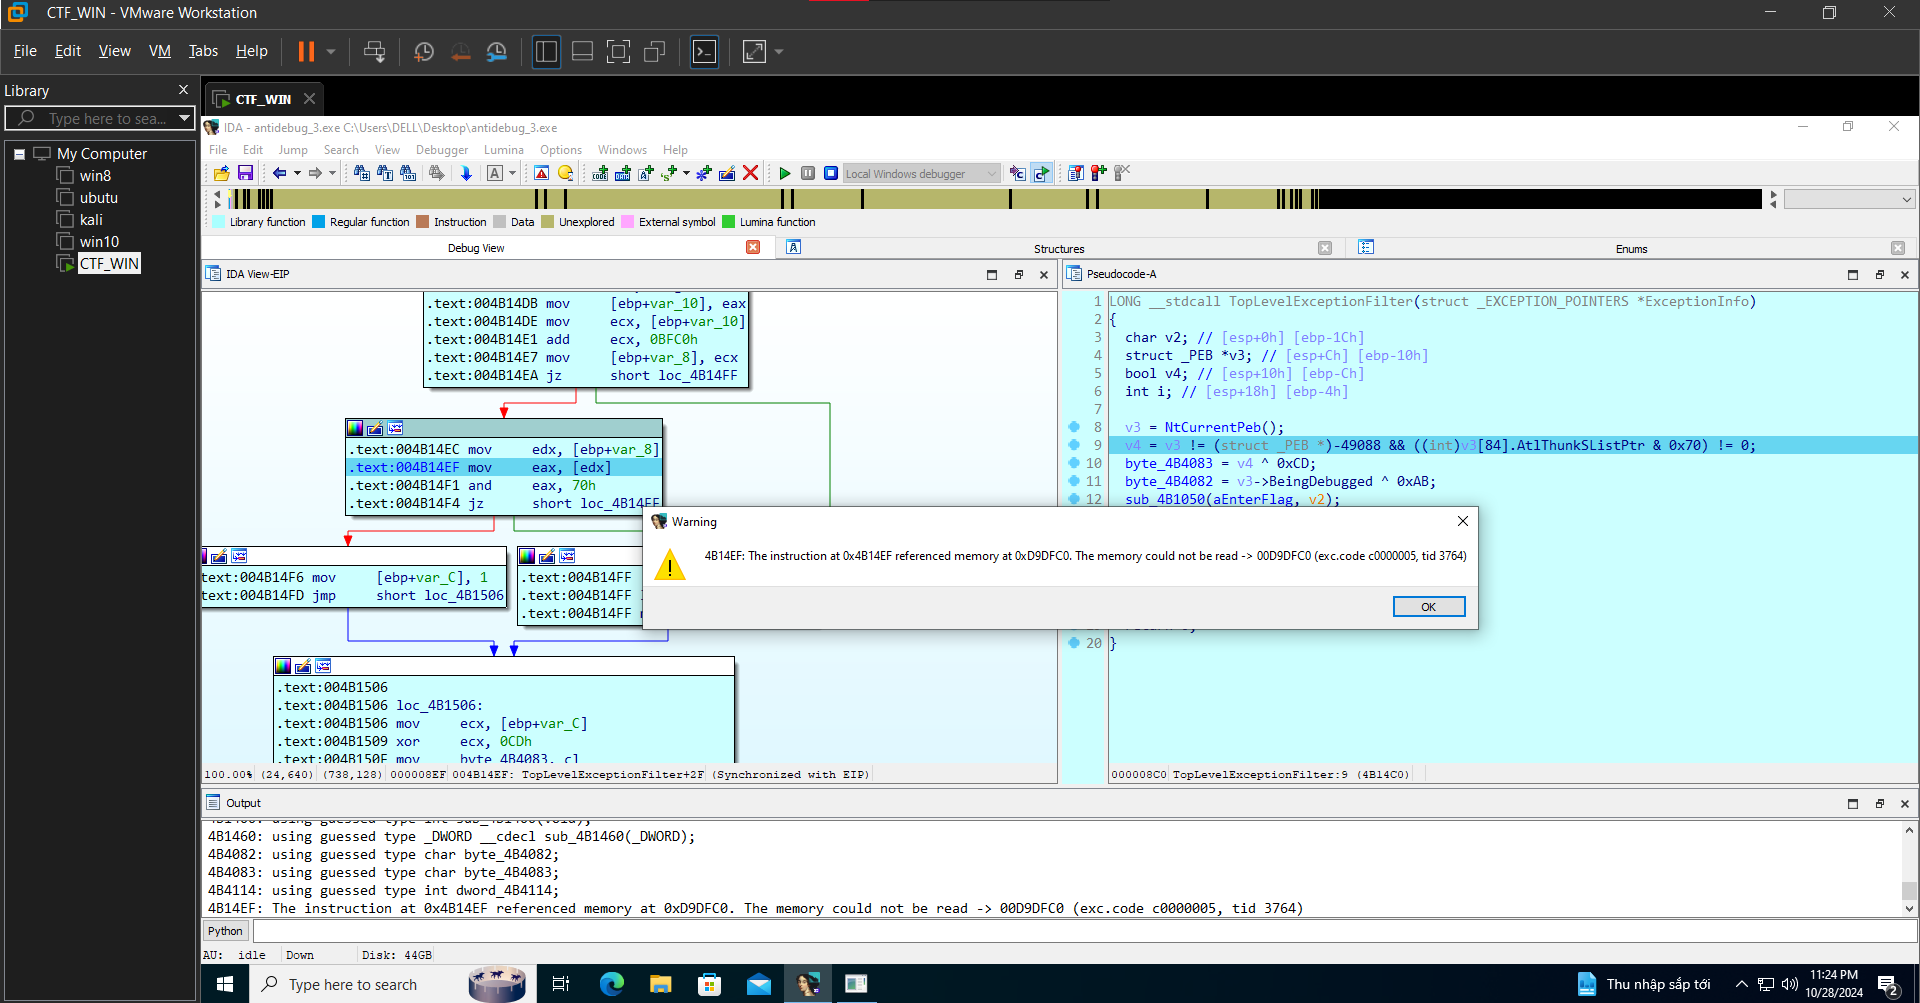 CTF_WIN - VMware Workstation
File Edit View VM Tabs Help
Library
Type here to sea...
My Computer
win8
ubutu
kali
win10
CTF_WIN
CTF_WIN
IDA - antidebug_3.exe C:\Users\DELL\Desktop\antidebug_3.exe
File Edit Jump Search View Debugger Lumina Options Windows Help
Local Windows debugger
Library function Regular function Instruction Data Unexplored External symbol Lumina function
Debug View Structures Enums
IDA View-EIP
.text:004B14DB mov [ebp+var_10], eax
.text:004B14DE mov ecx, [ebp+var_10]
.text:004B14E1 add ecx, 0BFC0h
.text:004B14E7 mov [ebp+var_8], ecx
.text:004B14EA jz short loc_4B14FF
.text:004B14EC mov edx, [ebp+var_8]
.text:004B14EF mov eax, [edx]
.text:004B14F1 and eax, 70h
.text:004B14F4 jz short loc_4B14FF
text:004B14F6 mov [ebp+var_C], 1
text:004B14FD jmp short loc_4B1506
.text:004B14FF
.text:004B14FF
.text:004B14FF
.text:004B1506
.text:004B1506 loc_4B1506:
.text:004B1506 mov ecx, [ebp+var_C]
.text:004B1509 xor ecx, 0CDh
.text:004B150F mov byte_4B4083, cl
100.00% (24,640) (738,128) 000008EF 004B14EF: TopLevelExceptionFilter+2F (Synchronized with EIP)
Pseudocode-A
1 LONG __stdcall TopLevelExceptionFilter(struct _EXCEPTION_POINTERS *ExceptionInfo)
2 {
3 char v2; // [esp+0h] [ebp-1Ch]
4 struct _PEB *v3; // [esp+Ch] [ebp-10h]
5 bool v4; // [esp+10h] [ebp-Ch]
6 int i; // [esp+18h] [ebp-4h]
7
8 v3 = NtCurrentPeb();
9 v4 = v3 != (struct _PEB *)-49088 && ((int)v3[84].AtlThunkSListPtr & 0x70) != 0;
10 byte_4B4083 = v4 ^ 0xCD;
11 byte_4B4082 = v3->BeingDebugged ^ 0xAB;
12 sub_4B1050(aEnterFlag, v2);
20 }
000008C0 TopLevelExceptionFilter:9 (4B14C0)
Warning
4B14EF: The instruction at 0x4B14EF referenced memory at 0xD9DFC0. The memory could not be read -> 00D9DFC0 (exc.code c0000005, tid 3764)
OK
Output
4B1460: using guessed type int sub_4B1460(void);
4B1460: using guessed type _DWORD __cdecl sub_4B1460(_DWORD);
4B4082: using guessed type char byte_4B4082;
4B4083: using guessed type char byte_4B4083;
4B4114: using guessed type int dword_4B4114;
4B14EF: The instruction at 0x4B14EF referenced memory at 0xD9DFC0. The memory could not be read -> 00D9DFC0 (exc.code c0000005, tid 3764)
Python
AU: idle Down Disk: 44GB
Type here to search
Thu nhập sắp tới
11:24 PM
10/28/2024
2